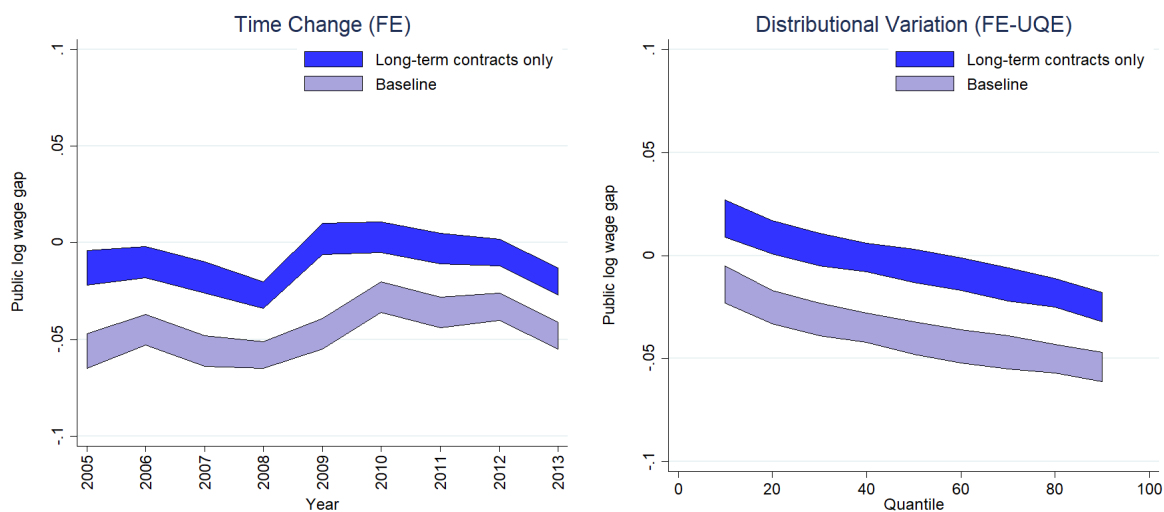 Time Change (FE)
Long-term contracts only
Baseline
Public log wage gap
.1
.05
0
-.05
-.1
2005
2006
2007
2008
2009
2010
2011
2012
2013
Year
Distributional Variation (FE-UQE)
Long-term contracts only
Baseline
Public log wage gap
.1
.05
0
-.05
-.1
0
20
40
60
80
100
Quantile